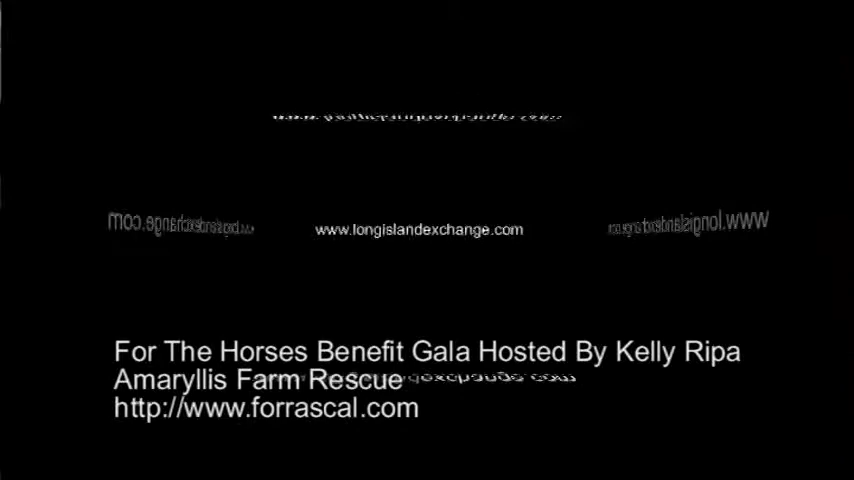 www.longislandexchange.com
For The Horses Benefit Gala Hosted By Kelly Ripa
Amaryllis Farm Rescue
http://www.forrascal.com